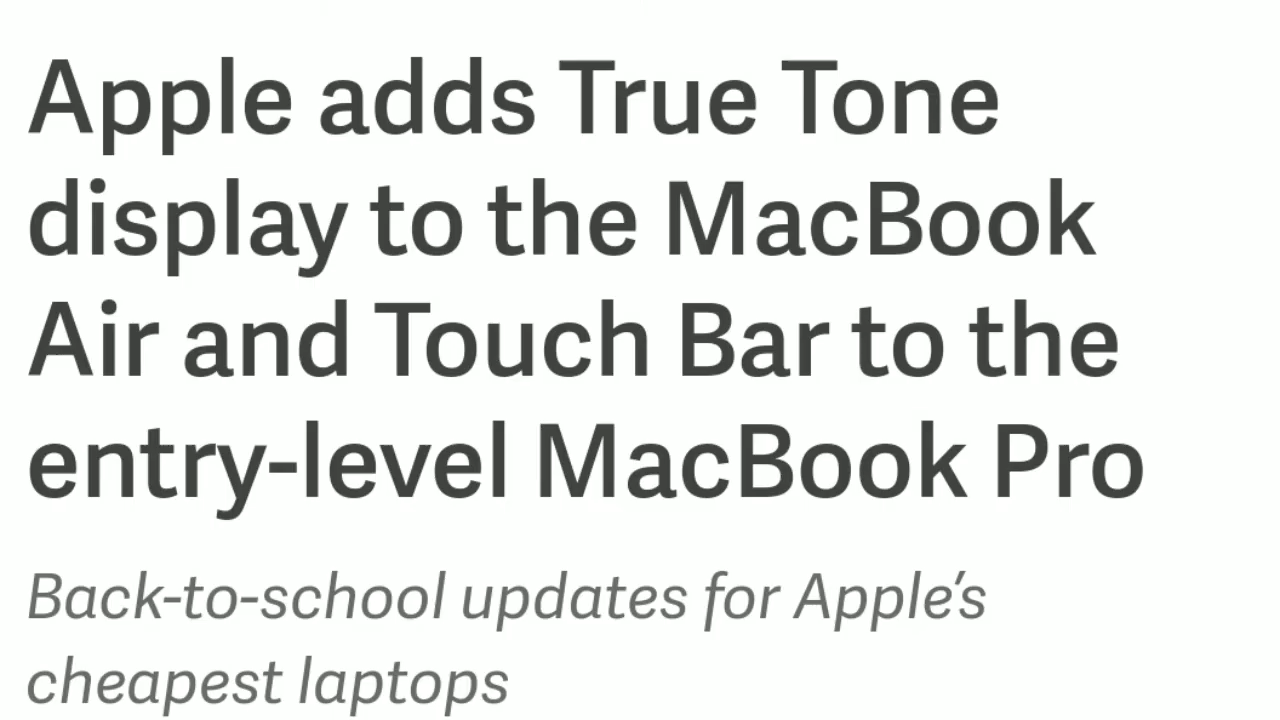 Apple adds True Tone
display to the MacBook
Air and Touch Bar to the
entry-level MacBook Pro
Back-to-school updates for Apple’s
cheapest laptops